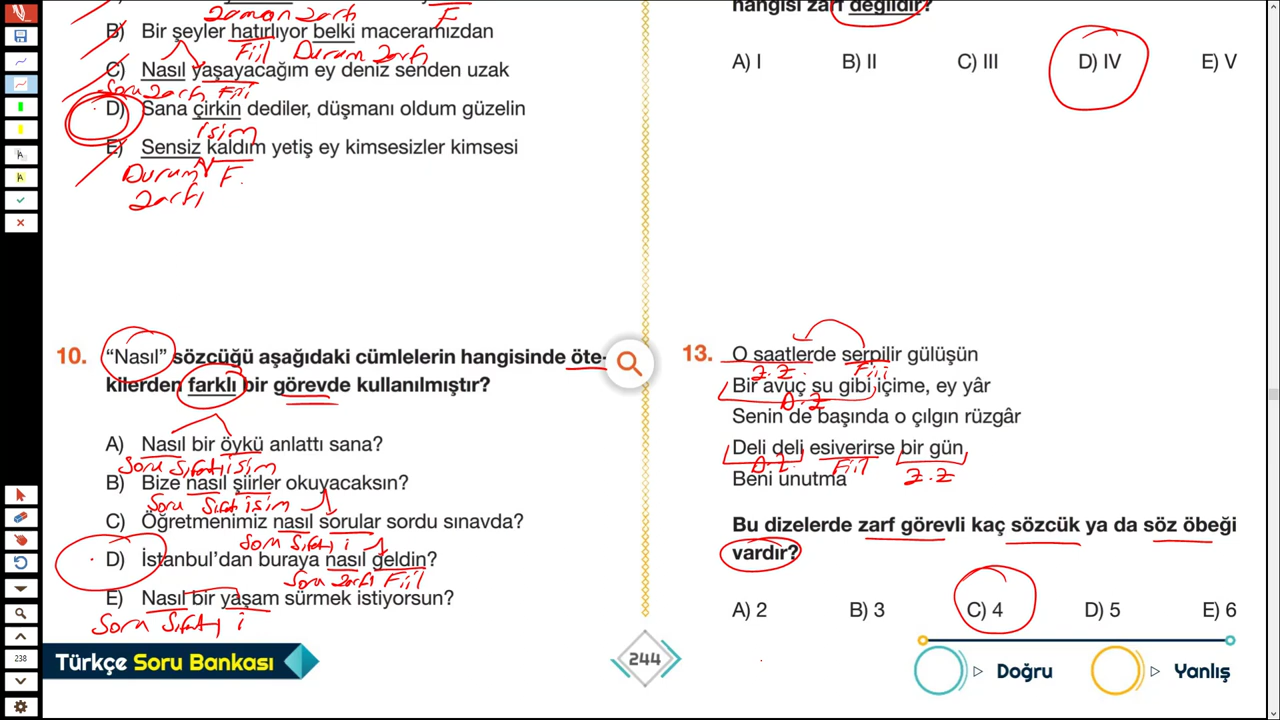 zaman zarfı
F
B) Bir şeyler hatırlıyor belki maceramızdan
Fiil Durum zarfı
C) Nasıl yaşayacağım ey deniz senden uzak
Soru zarfı Fiil
D) Sana çirkin dediler, düşmanı oldum güzelin
isim
E) Sensiz kaldım yetiş ey kimsesizler kimsesi
Durum F.
zarfı
10. “Nasıl” sözcüğü aşağıdaki cümlelerin hangisinde öte-
kilerden farklı bir görevde kullanılmıştır?
A) Nasıl bir öykü anlattı sana?
Soru Sıfatı isim
B) Bize nasıl şiirler okuyacaksın?
Soru Sıfatı isim
C) Öğretmenimiz nasıl sorular sordu sınavda?
Soru Sıfatı i
D) İstanbul’dan buraya nasıl geldin?
Soru zarfı Fiil
E) Nasıl bir yaşam sürmek istiyorsun?
Soru Sıfatı i
Türkçe Soru Bankası
244
hangisi zarf değildir?
A) I B) II C) III D) IV E) V
13. O saatlerde serpilir gülüşün
Z.Z. Fiil
Bir avuç su gibi içime, ey yâr
D.Z
Senin de başında o çılgın rüzgâr
Deli deli esiverirse bir gün
D.Z. Fiil Z.Z
Beni unutma
Bu dizelerde zarf görevli kaç sözcük ya da söz öbeği
vardır?
A) 2 B) 3 C) 4 D) 5 E) 6
Doğru Yanlış
238